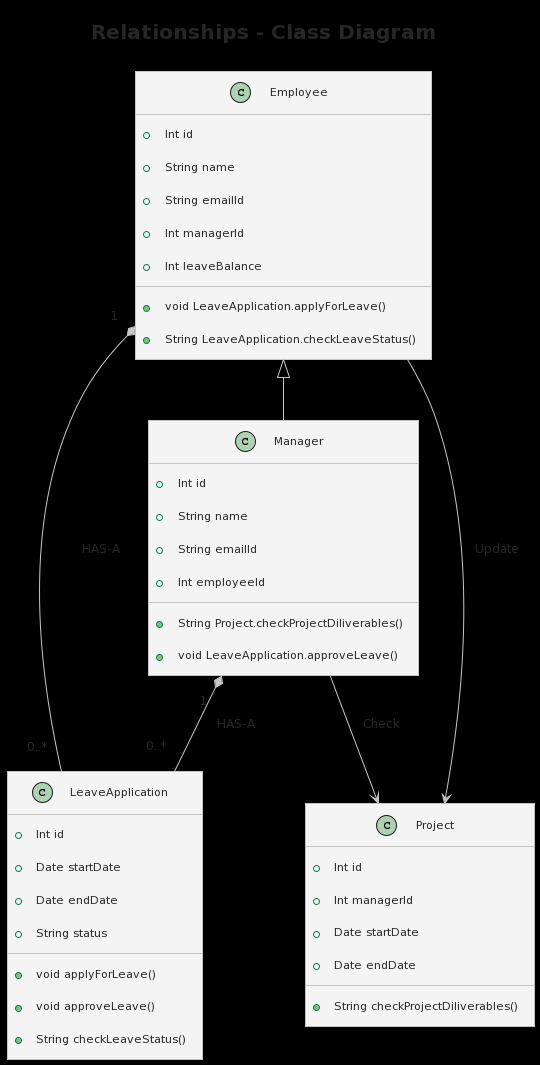 Relationships - Class Diagram
C Employee
Int id
String name
String emailId
Int managerId
Int leaveBalance
void LeaveApplication.applyForLeave()
String LeaveApplication.checkLeaveStatus()
1
C Manager
Int id
String name
String emailId
Int employeeId
String Project.checkProjectDiliverables()
void LeaveApplication.approveLeave()
HAS-A
Update
1
HAS-A
Check
0..*
0..*
C LeaveApplication
Int id
Date startDate
Date endDate
String status
void applyForLeave()
void approveLeave()
String checkLeaveStatus()
C Project
Int id
Int managerId
Date startDate
Date endDate
String checkProjectDiliverables()